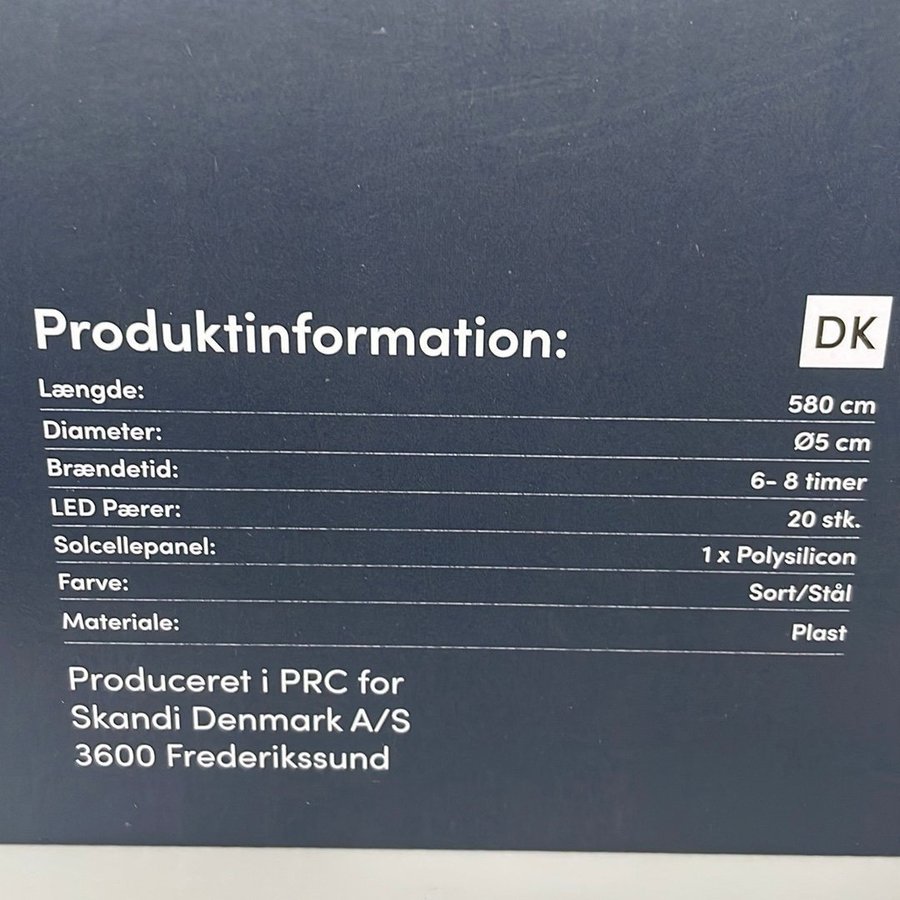 Produktinformation: DK
Længde: 580 cm
Diameter: Ø5 cm
Brændetid: 6- 8 timer
LED Pærer: 20 stk.
Solcellepanel: 1 x Polysilicon
Farve: Sort/Stål
Materiale: Plast
Produceret i PRC for
Skandi Denmark A/S
3600 Frederikssund